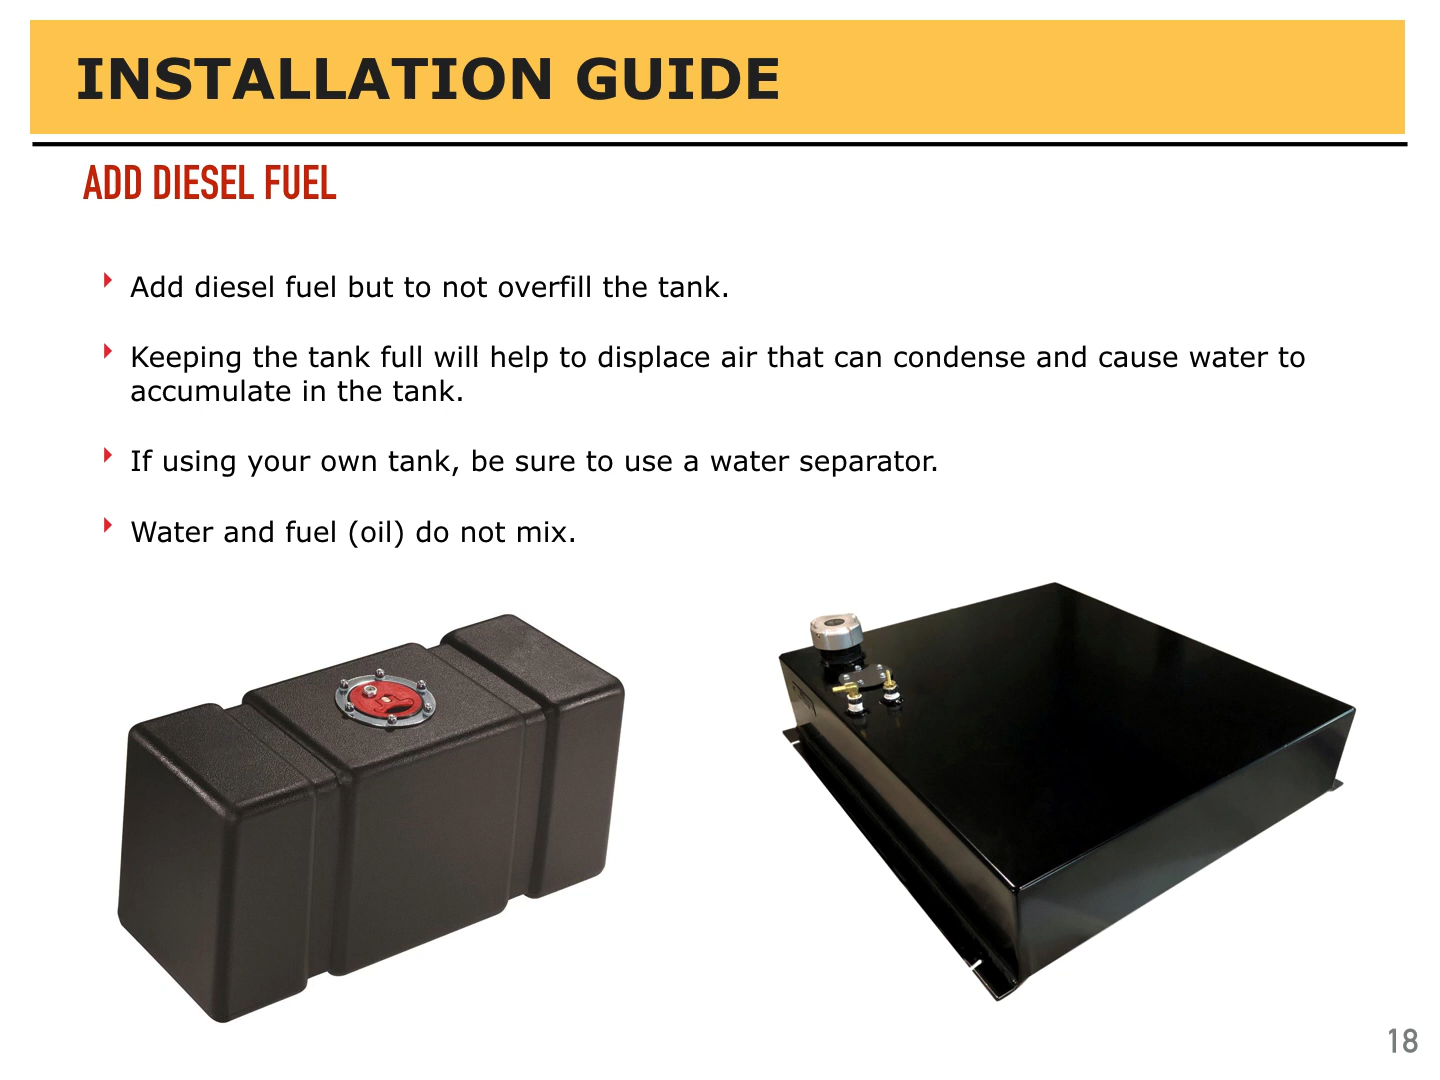 INSTALLATION GUIDE
ADD DIESEL FUEL
Add diesel fuel but to not overfill the tank.
Keeping the tank full will help to displace air that can condense and cause water to
accumulate in the tank.
If using your own tank, be sure to use a water separator.
Water and fuel (oil) do not mix.
18